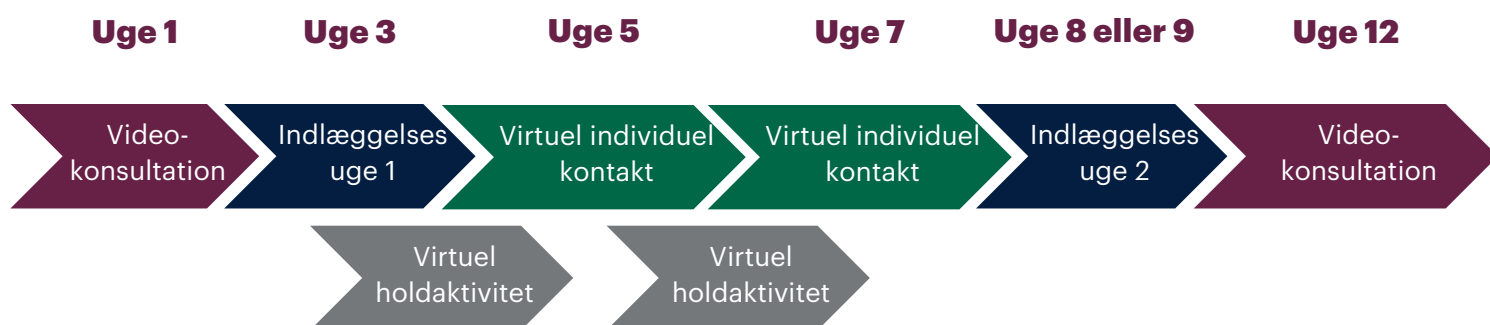 Uge 1 Uge 3 Uge 5 Uge 7 Uge 8 eller 9 Uge 12
Video-
konsultation
Indlæggelses
uge 1
Virtuel individuel
kontakt
Virtuel individuel
kontakt
Indlæggelses
uge 2
Video-
konsultation
Virtuel
holdaktivitet
Virtuel
holdaktivitet